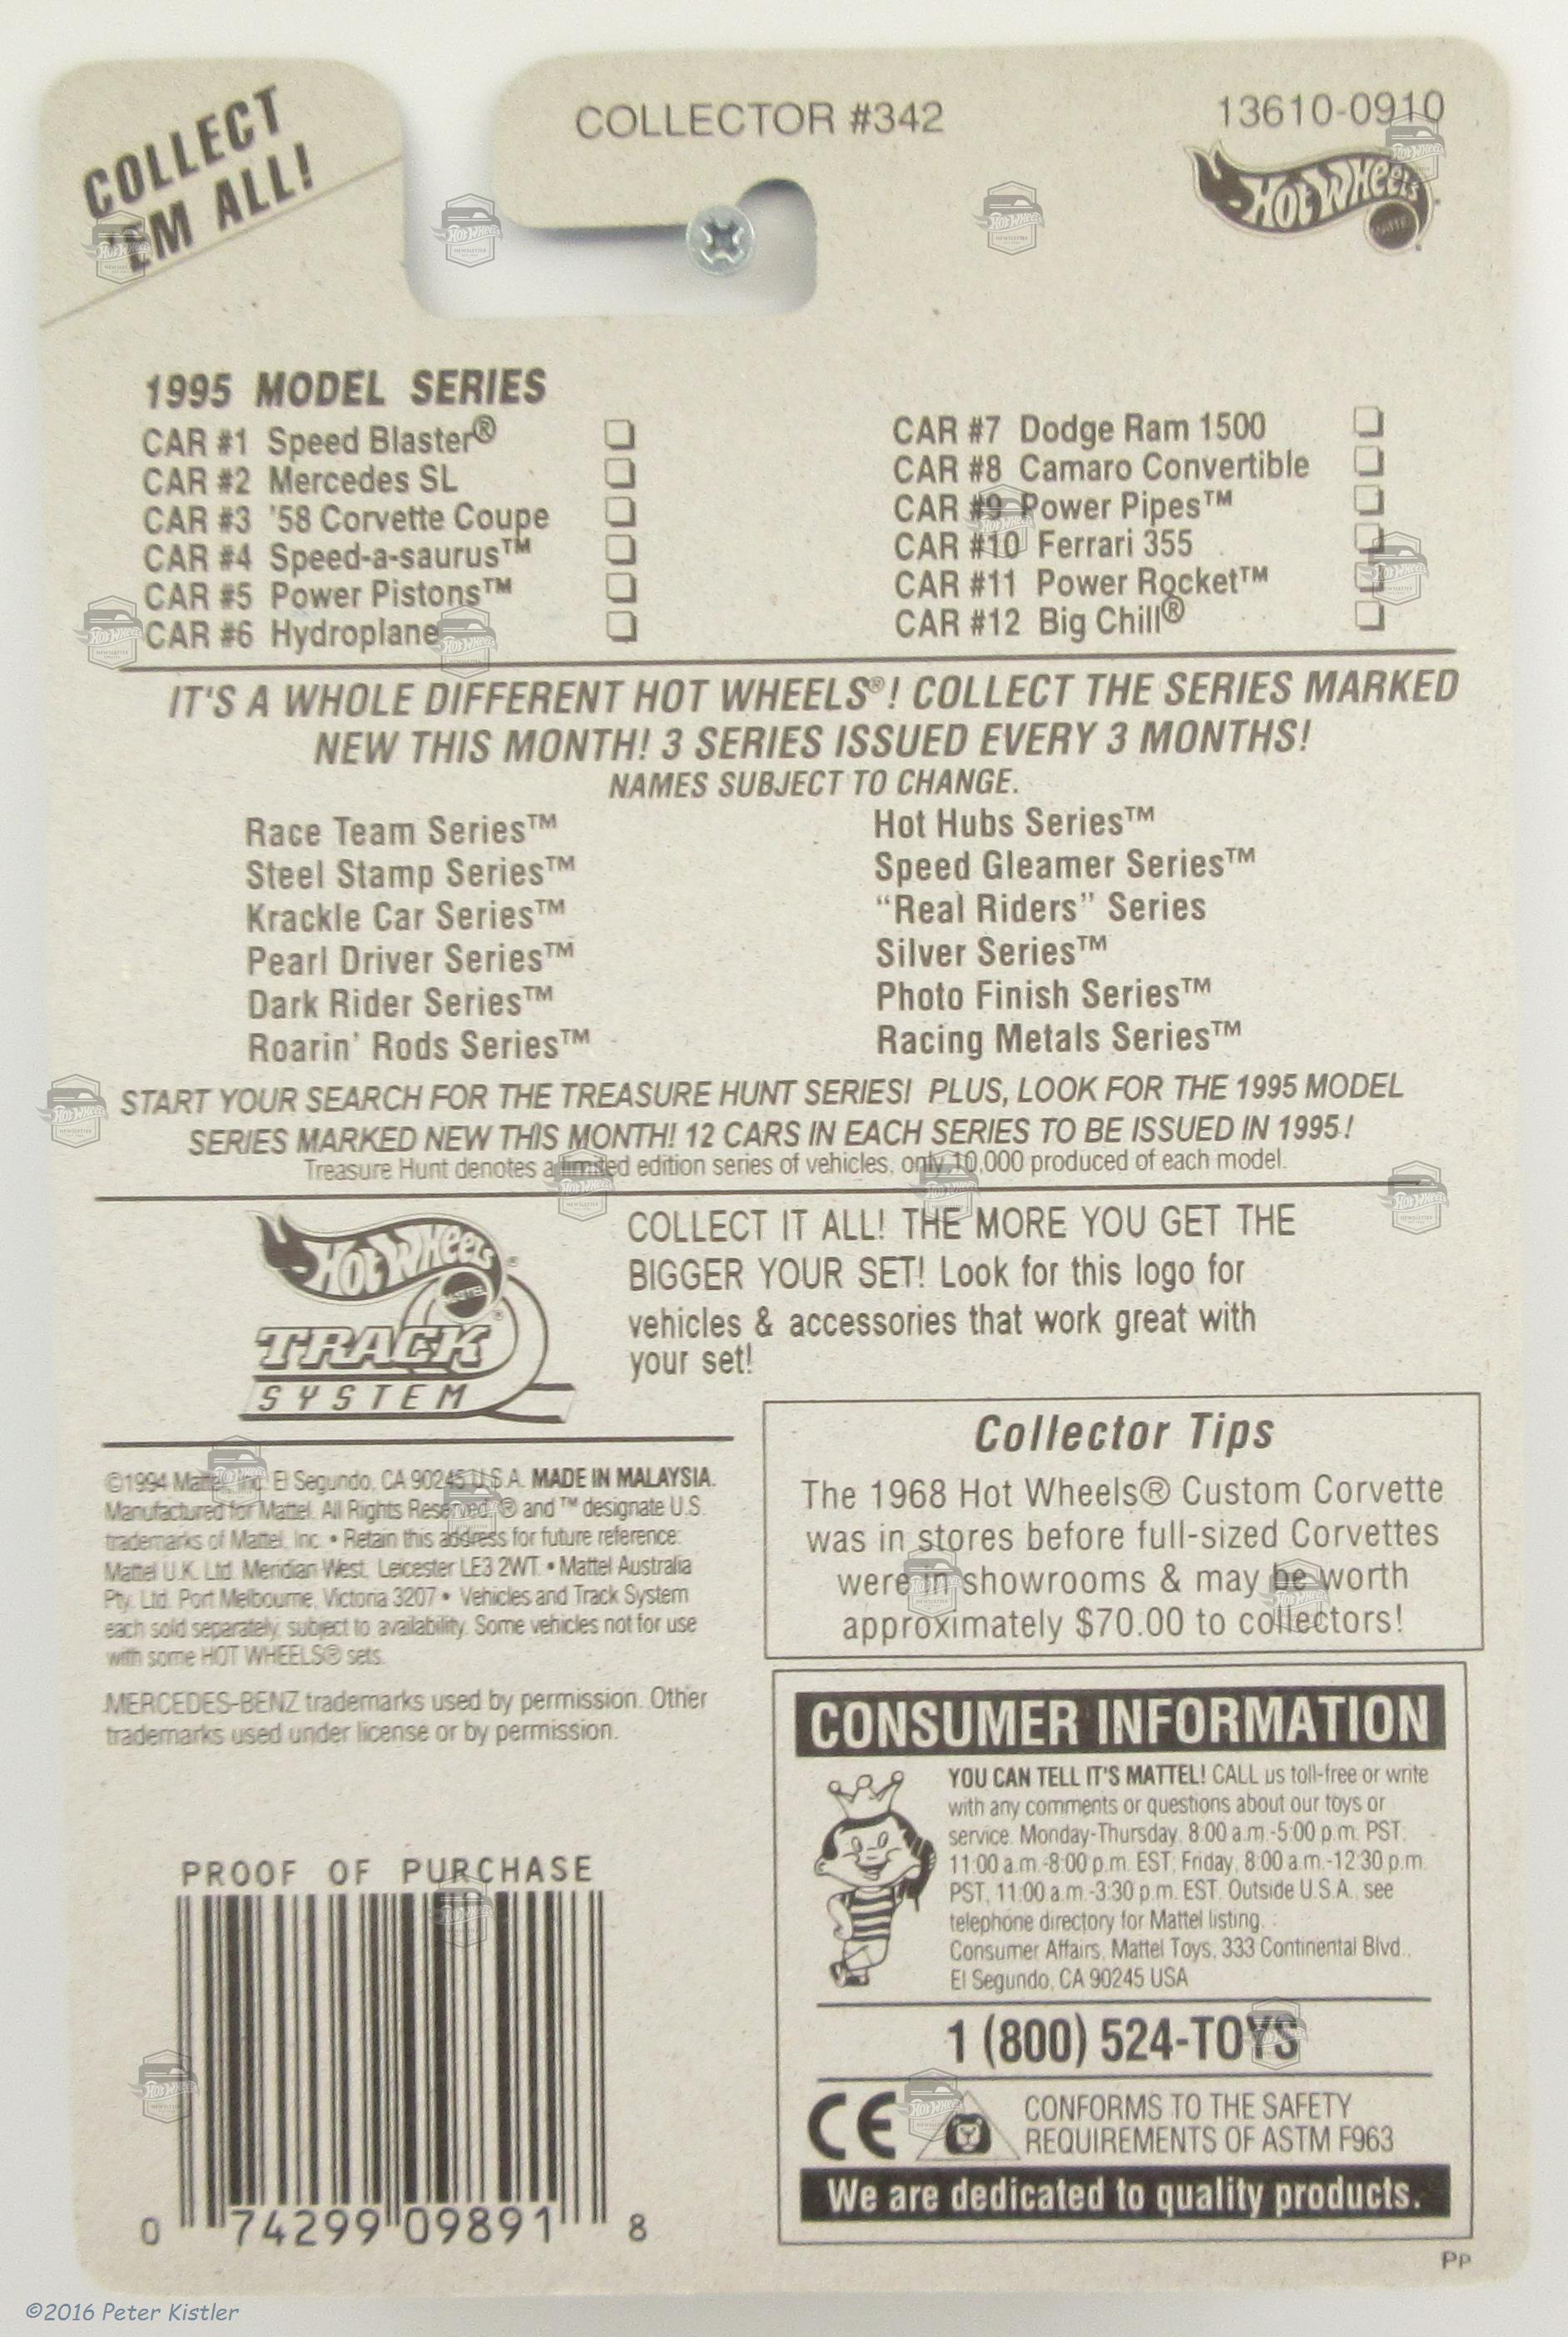 COLLECT
'EM ALL!
COLLECTOR #342
13610-0910
HOT WHEELS
MATTEL
1995 MODEL SERIES
CAR #1 Speed Blaster®
CAR #2 Mercedes SL
CAR #3 '58 Corvette Coupe
CAR #4 Speed-a-saurus™
CAR #5 Power Pistons™
CAR #6 Hydroplane
CAR #7 Dodge Ram 1500
CAR #8 Camaro Convertible
CAR #9 Power Pipes™
CAR #10 Ferrari 355
CAR #11 Power Rocket™
CAR #12 Big Chill®
IT'S A WHOLE DIFFERENT HOT WHEELS®! COLLECT THE SERIES MARKED
NEW THIS MONTH! 3 SERIES ISSUED EVERY 3 MONTHS!
NAMES SUBJECT TO CHANGE.
Race Team Series™
Steel Stamp Series™
Krackle Car Series™
Pearl Driver Series™
Dark Rider Series™
Roarin' Rods Series™
Hot Hubs Series™
Speed Gleamer Series™
“Real Riders” Series
Silver Series™
Photo Finish Series™
Racing Metals Series™
START YOUR SEARCH FOR THE TREASURE HUNT SERIES! PLUS, LOOK FOR THE 1995 MODEL
SERIES MARKED NEW THIS MONTH! 12 CARS IN EACH SERIES TO BE ISSUED IN 1995!
Treasure Hunt denotes a limited edition series of vehicles, only 10,000 produced of each model.
HOT WHEELS
MATTEL
TRACK
SYSTEM
COLLECT IT ALL! THE MORE YOU GET THE
BIGGER YOUR SET! Look for this logo for
vehicles & accessories that work great with
your set!
©1994 Mattel, Inc. El Segundo, CA 90245 U.S.A. MADE IN MALAYSIA.
Manufactured for Mattel. All Rights Reserved. ® and ™ designate U.S.
trademarks of Mattel, Inc. • Retain this address for future reference:
Mattel U.K. Ltd. Meridian West, Leicester LE3 2WT. • Mattel Australia
Pty. Ltd. Port Melbourne, Victoria 3207 • Vehicles and Track System
each sold separately, subject to availability. Some vehicles not for use
with some HOT WHEELS® sets.
MERCEDES-BENZ trademarks used by permission. Other
trademarks used under license or by permission.
Collector Tips
The 1968 Hot Wheels® Custom Corvette
was in stores before full-sized Corvettes
were in showrooms & may be worth
approximately $70.00 to collectors!
CONSUMER INFORMATION
YOU CAN TELL IT'S MATTEL! CALL us toll-free or write
with any comments or questions about our toys or
service. Monday-Thursday, 8:00 a.m.-5:00 p.m. PST,
11:00 a.m.-8:00 p.m. EST; Friday, 8:00 a.m.-12:30 p.m.
PST, 11:00 a.m.-3:30 p.m. EST. Outside U.S.A., see
telephone directory for Mattel listing.
Consumer Affairs, Mattel Toys, 333 Continental Blvd.,
El Segundo, CA 90245 USA
1 (800) 524-TOYS
CE
CONFORMS TO THE SAFETY
REQUIREMENTS OF ASTM F963
We are dedicated to quality products.
PROOF OF PURCHASE
0 74299 09891 8
PP
©2016 Peter Kistler